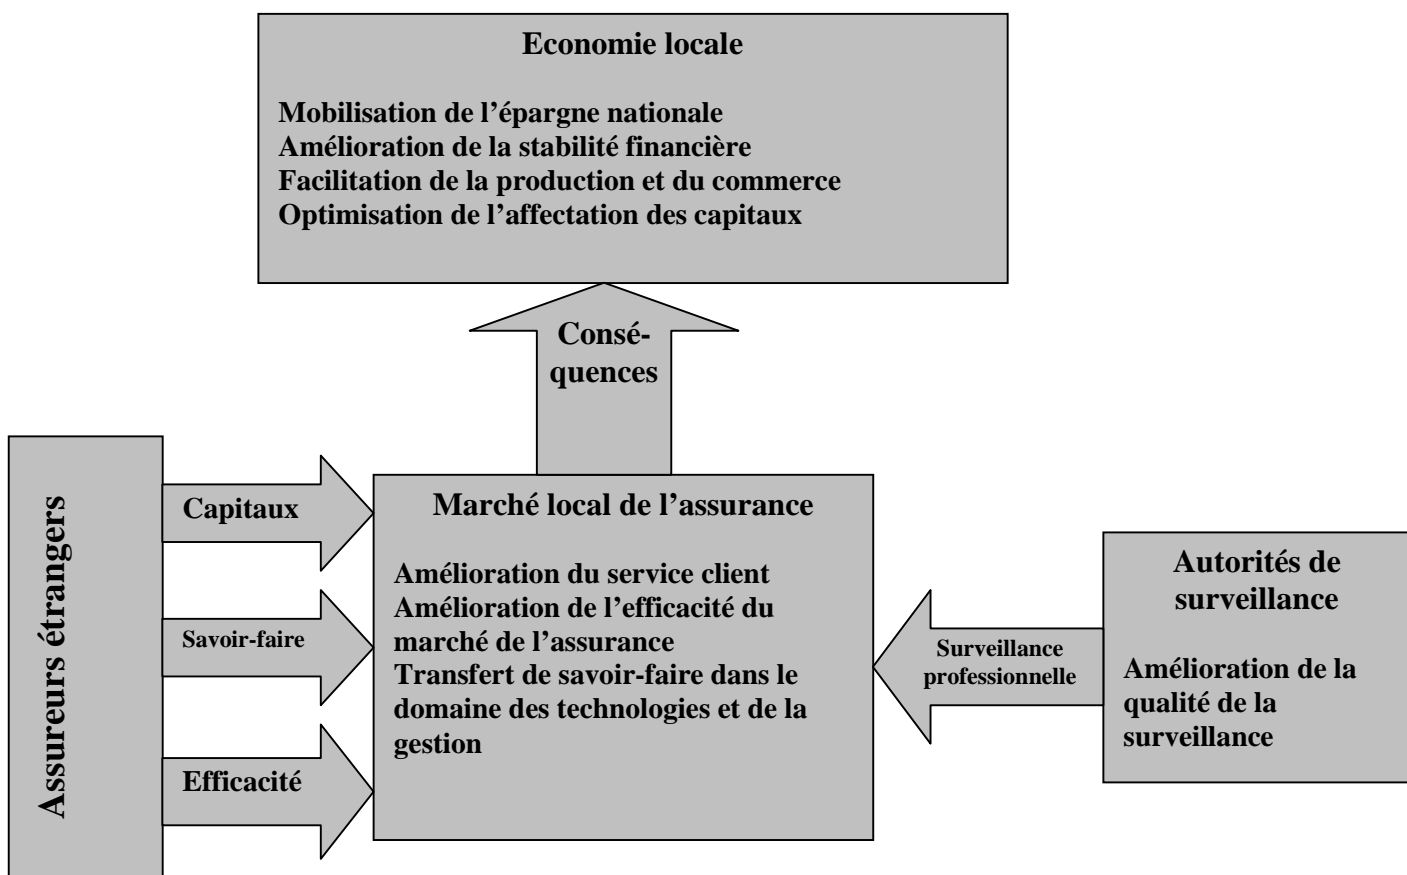 Economie locale
Mobilisation de l’épargne nationale
Amélioration de la stabilité financière
Facilitation de la production et du commerce
Optimisation de l’affectation des capitaux
Consé-
quences
Assureurs étrangers
Capitaux
Savoir-faire
Efficacité
Marché local de l’assurance
Amélioration du service client
Amélioration de l’efficacité du
marché de l’assurance
Transfert de savoir-faire dans le
domaine des technologies et de la
gestion
Surveillance
professionnelle
Autorités de
surveillance
Amélioration de la
qualité de la
surveillance